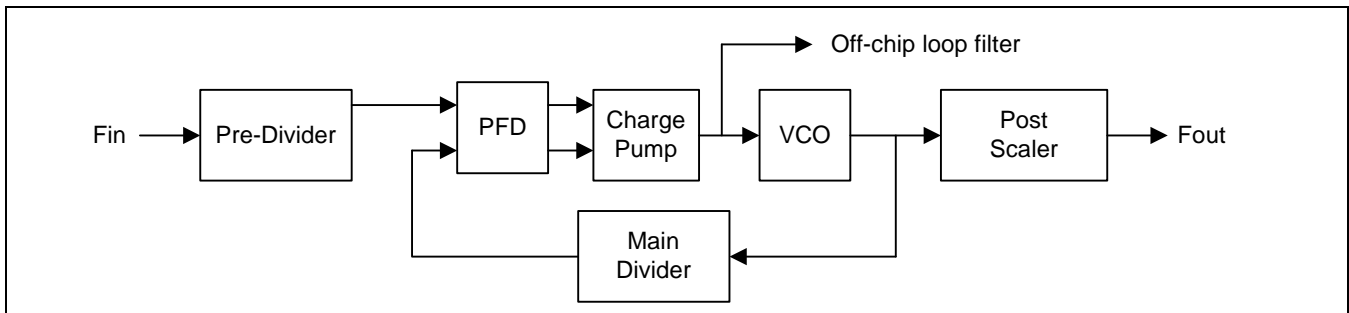 Off-chip loop filter
Fin
Pre-Divider
PFD
Charge
Pump
VCO
Post
Scaler
Fout
Main
Divider